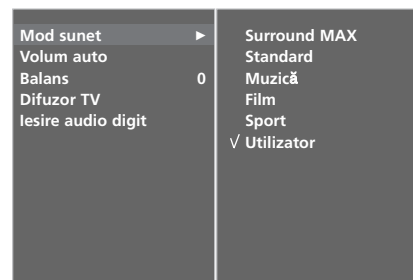 Mod sunet ►
Volum auto
Balans 0
Difuzor TV
Iesire audio digit
Surround MAX
Standard
Muzică
Film
Sport
√ Utilizator